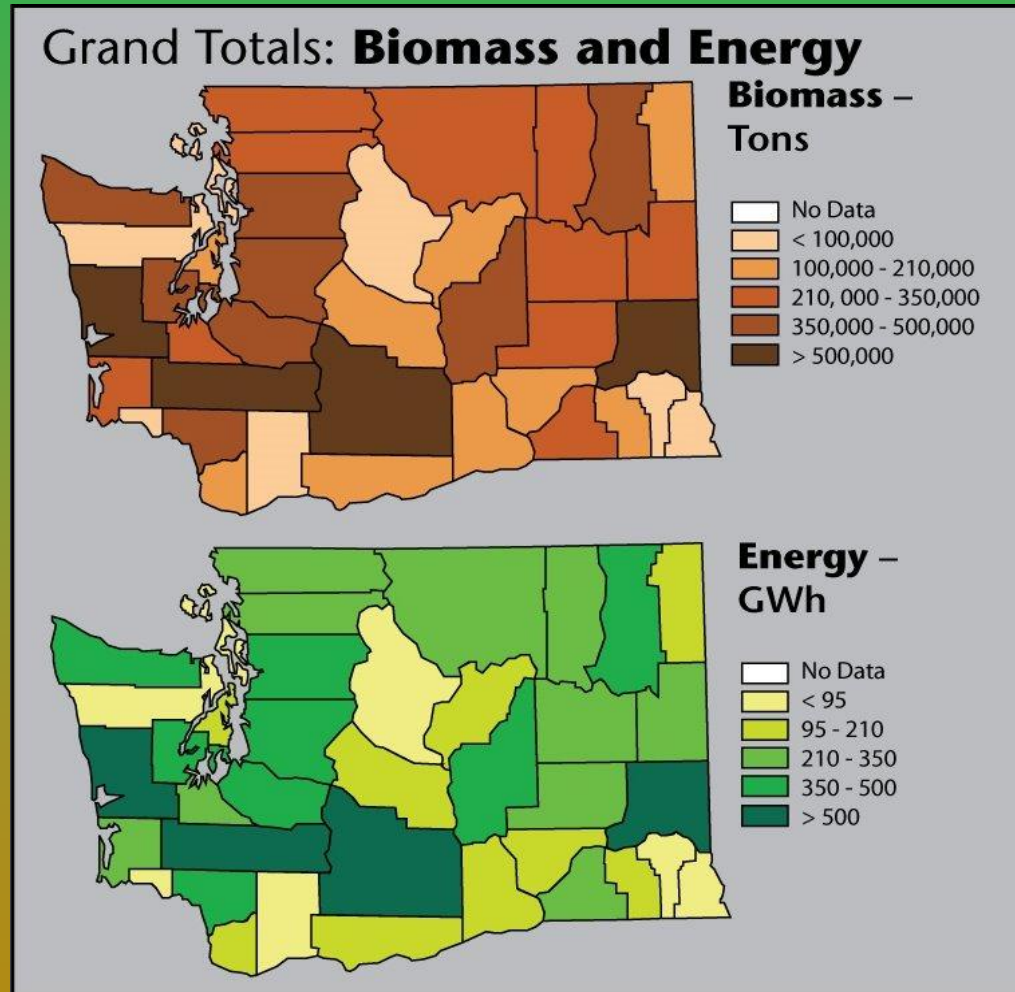 Grand Totals: Biomass and Energy
Biomass –
Tons
No Data
< 100,000
100,000 - 210,000
210, 000 - 350,000
350,000 - 500,000
> 500,000
Energy –
GWh
No Data
< 95
95 - 210
210 - 350
350 - 500
> 500